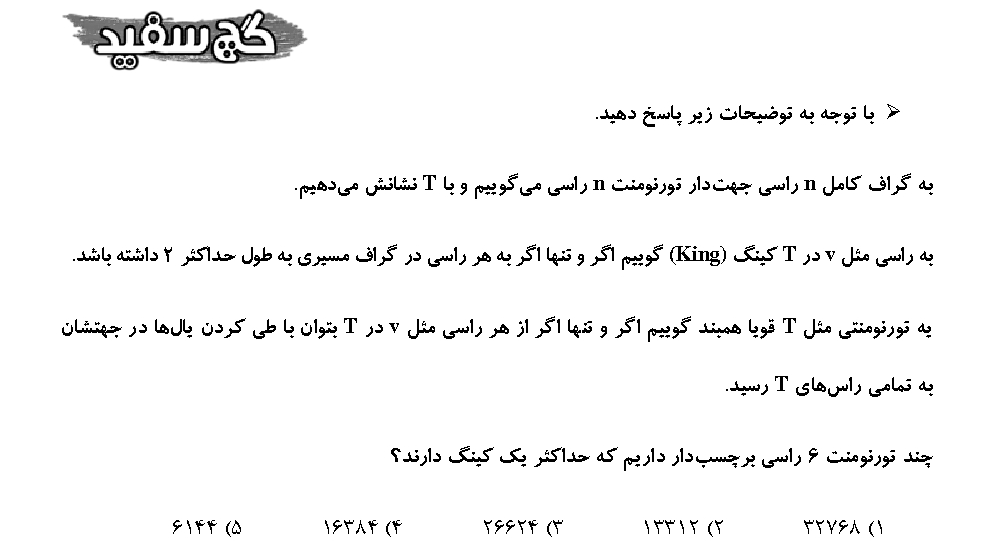 گچ سفید
➢ با توجه به توضیحات زیر پاسخ دهید.
به گراف کامل n راسی جهت‌دار تورنومنت n راسی می‌گوییم و با T نشانش می‌دهیم.
به راسی مثل v در T کینگ (King) گوییم اگر و تنها اگر به هر راسی در گراف مسیری به طول حداکثر ۲ داشته باشد.
یه تورنومنتی مثل T قویا همبند گوییم اگر و تنها اگر از هر راسی مثل v در T بتوان با طی کردن یال‌ها در جهتشان
به تمامی راس‌های T رسید.
چند تورنومنت ۶ راسی برچسب‌دار داریم که حداکثر یک کینگ دارند؟
۱) ۳۲۷۶۸ ۲) ۱۳۳۱۲ ۳) ۲۶۶۲۴ ۴) ۱۶۳۸۴ ۵) ۶۱۴۴